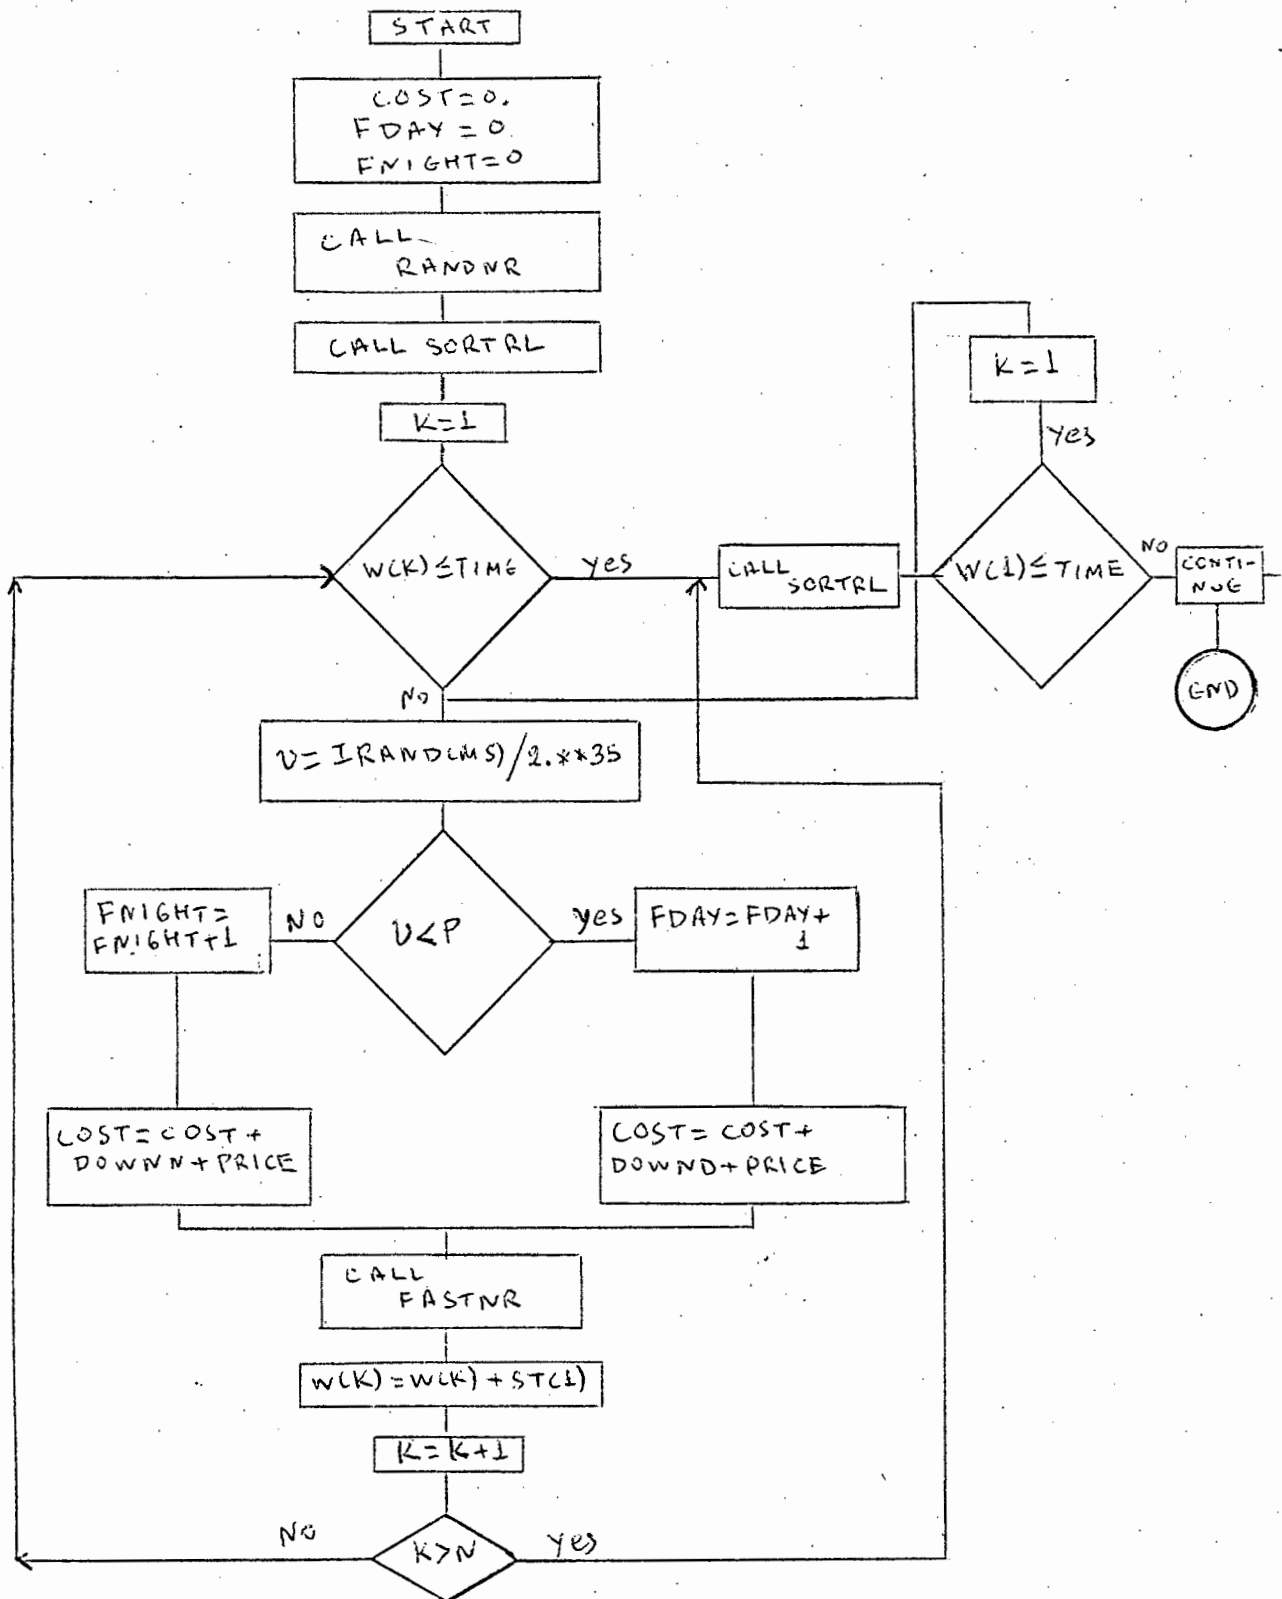 START
COST=0.
FDAY=0.
FNIGHT=0
CALL
RANDNR
CALL SORTRL
K=1
K=1
yes
W(K)≤TIME
yes
CALL
SORTRL
W(1)≤TIME
NO
CONTI-
NUE
END
NO
U=IRAND(MS)/2.**35
FNIGHT=
FNIGHT+1
NO
U<P
yes
FDAY=FDAY+
1
COST=COST+
DOWNN+PRICE
COST=COST+
DOWND+PRICE
CALL
FASTNR
W(K)=W(K)+ST(1)
K=K+1
NO
K>N
yes